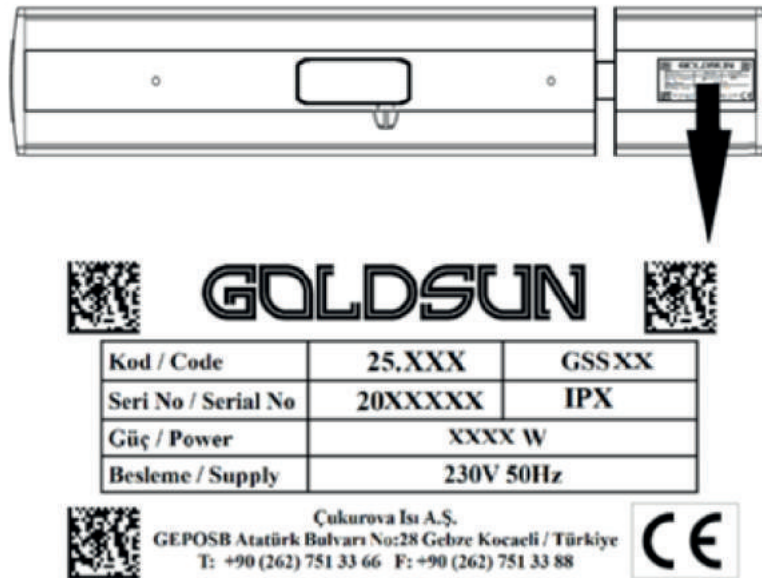 GOLDSUN
GOLDSUN
Kod / Code 25.XXX GSSXX
Seri No / Serial No 20XXXXX IPX
Güç / Power XXXX W
Besleme / Supply 230V 50Hz
Çukurova Isı A.Ş.
GEPOSB Atatürk Bulvarı No:28 Gebze Kocaeli / Türkiye
T: +90 (262) 751 33 66 F: +90 (262) 751 33 88
CE